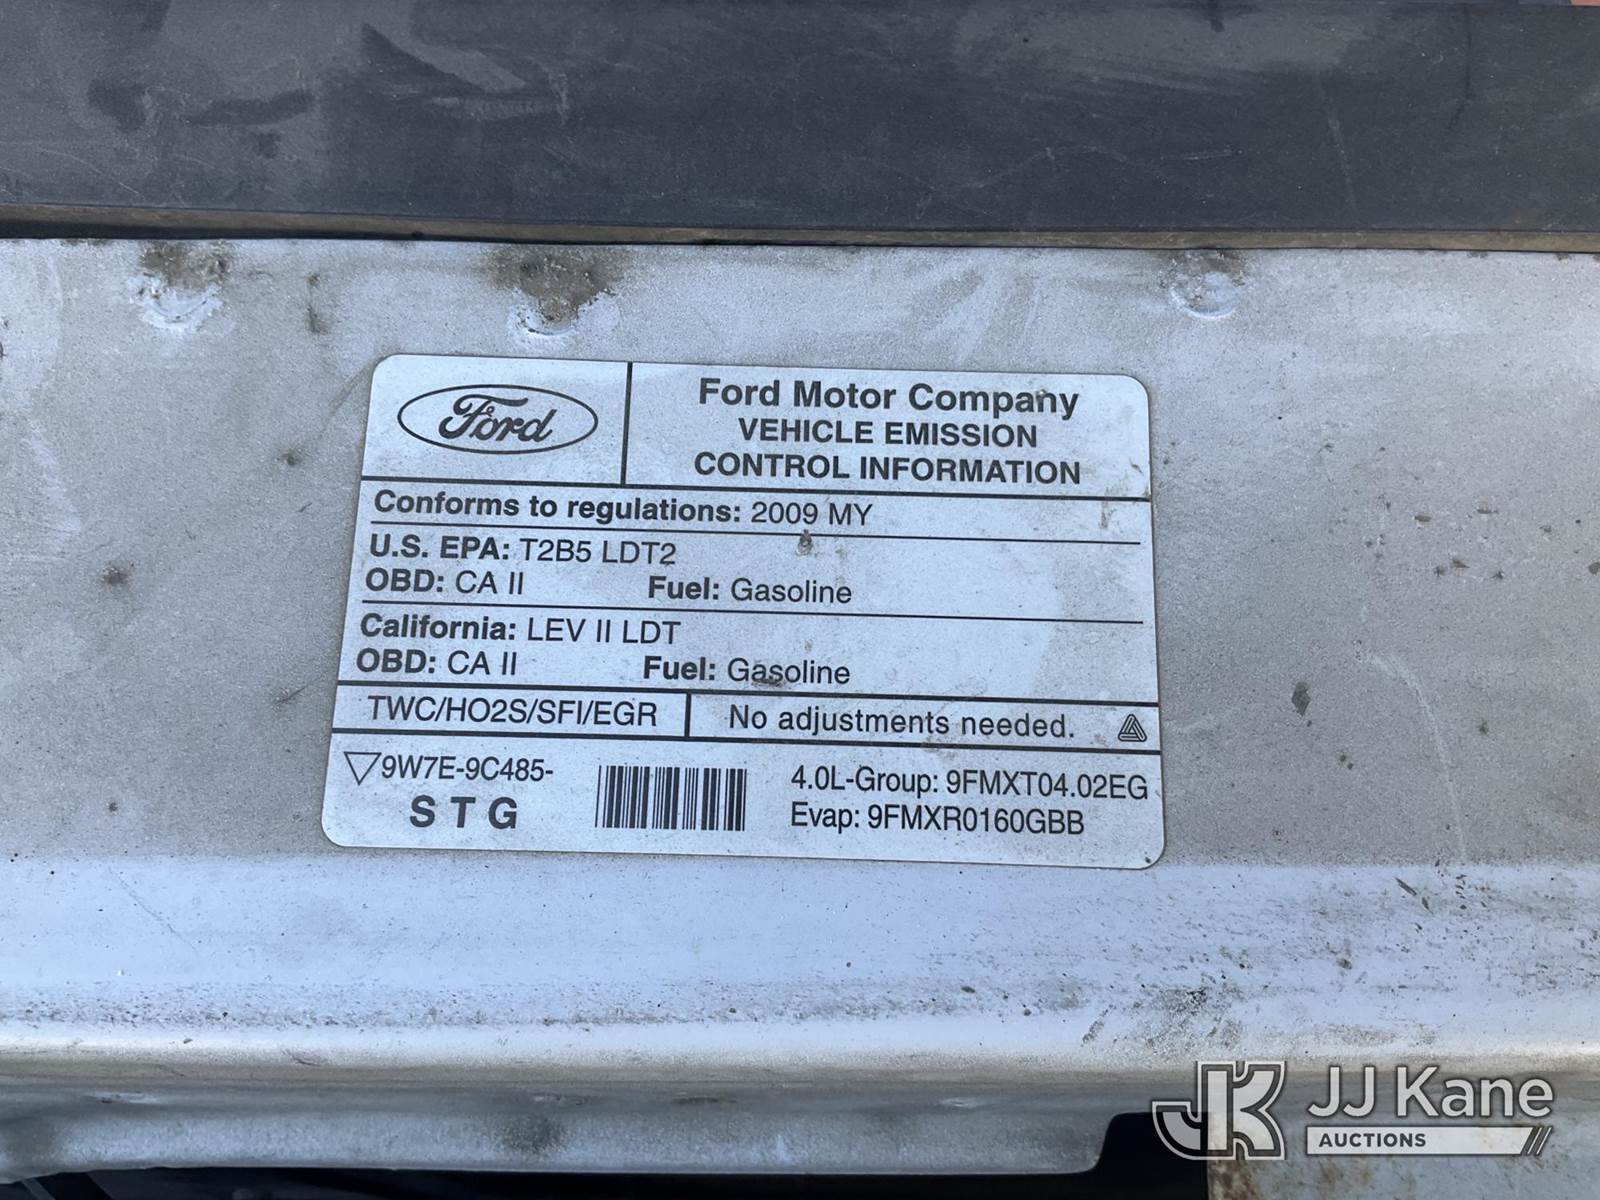 Ford
Ford Motor Company
VEHICLE EMISSION
CONTROL INFORMATION
Conforms to regulations: 2009 MY
U.S. EPA: T2B5 LDT2
OBD: CA II Fuel: Gasoline
California: LEV II LDT
OBD: CA II Fuel: Gasoline
TWC/HO2S/SFI/EGR No adjustments needed.
9W7E-9C485-
STG
4.0L-Group: 9FMXT04.02EG
Evap: 9FMXR0160GBB
JK JJ Kane
AUCTIONS